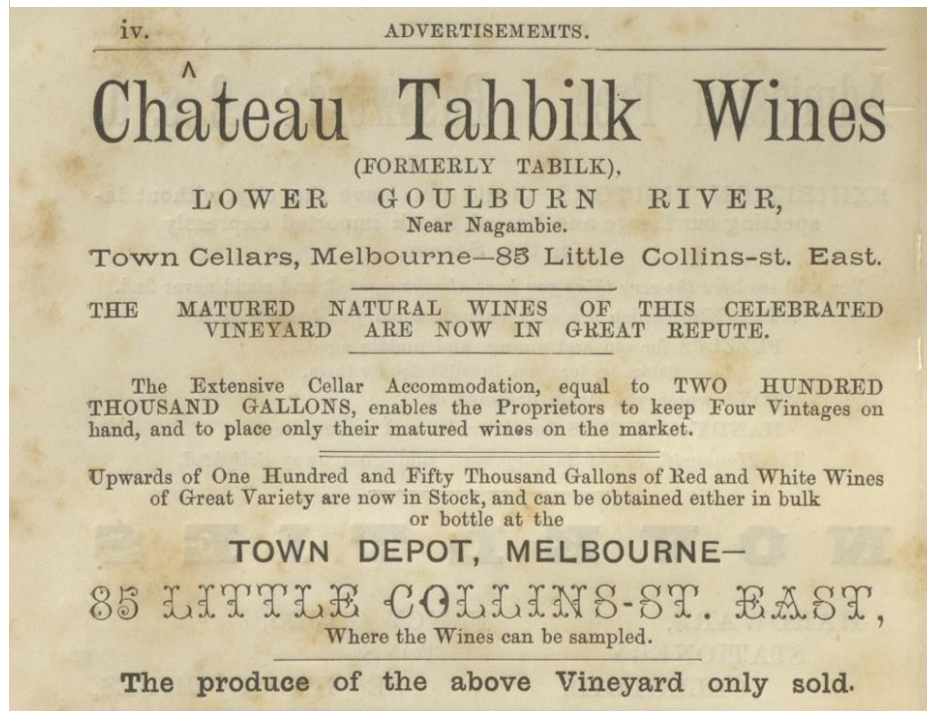 iv. ADVERTISEMEMTS.
Château Tahbilk Wines
(FORMERLY TABILK),
LOWER GOULBURN RIVER,
Near Nagambie.
Town Cellars, Melbourne—85 Little Collins-st. East.
THE MATURED NATURAL WINES OF THIS CELEBRATED
VINEYARD ARE NOW IN GREAT REPUTE.
The Extensive Cellar Accommodation, equal to TWO HUNDRED
THOUSAND GALLONS, enables the Proprietors to keep Four Vintages on
hand, and to place only their matured wines on the market.
Upwards of One Hundred and Fifty Thousand Gallons of Red and White Wines
of Great Variety are now in Stock, and can be obtained either in bulk
or bottle at the
TOWN DEPOT, MELBOURNE—
85 LITTLE COLLINS-ST. EAST,
Where the Wines can be sampled.
The produce of the above Vineyard only sold.